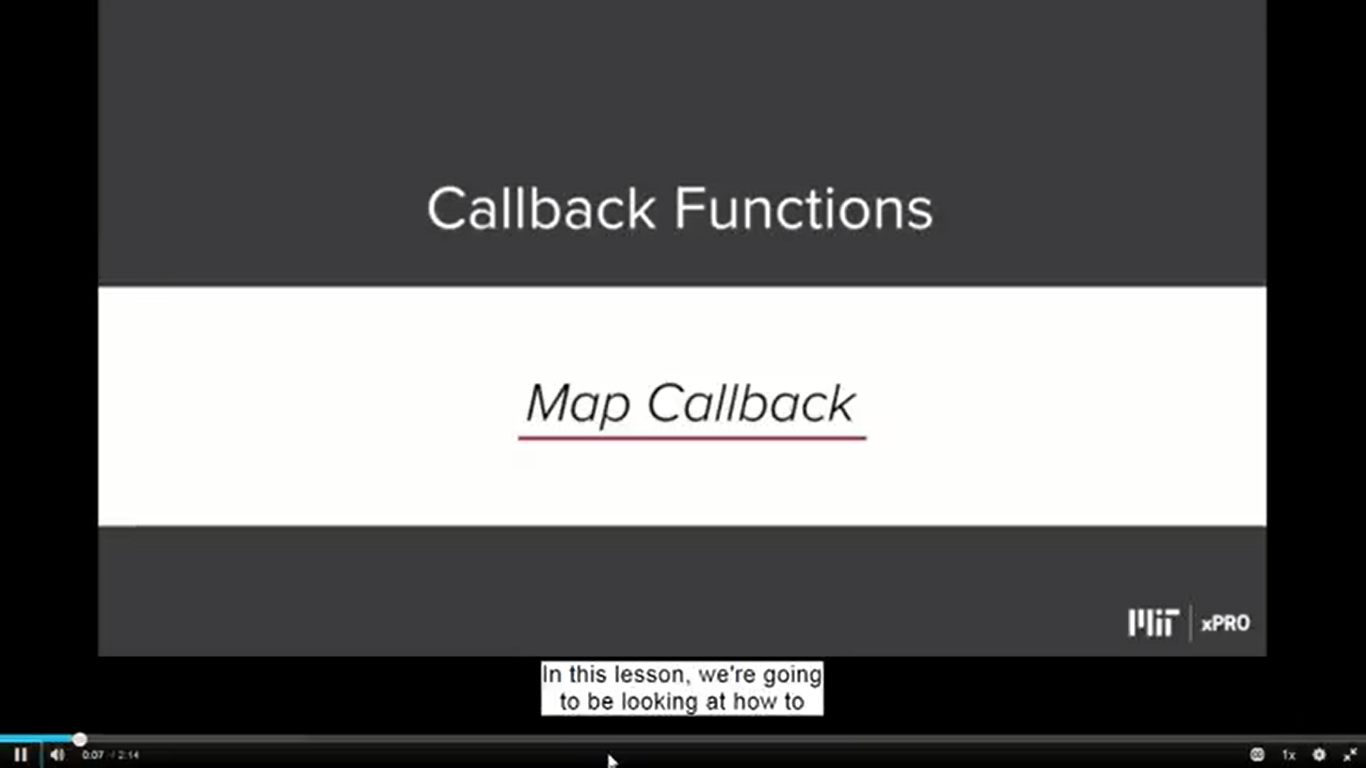 Callback Functions
Map Callback
MIT xPRO
In this lesson, we're going
to be looking at how to
0:07 / 2:14
1x